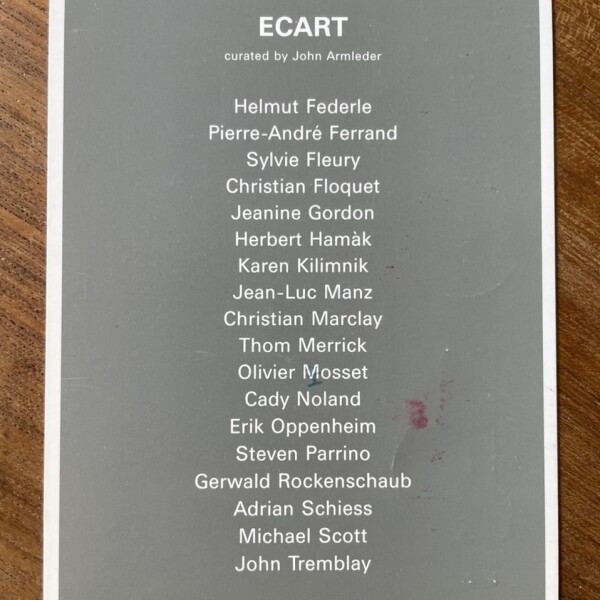 ECART
curated by John Armleder
Helmut Federle
Pierre-André Ferrand
Sylvie Fleury
Christian Floquet
Jeanine Gordon
Herbert Hamàk
Karen Kilimnik
Jean-Luc Manz
Christian Marclay
Thom Merrick
Olivier Mosset
Cady Noland
Erik Oppenheim
Steven Parrino
Gerwald Rockenschaub
Adrian Schiess
Michael Scott
John Tremblay